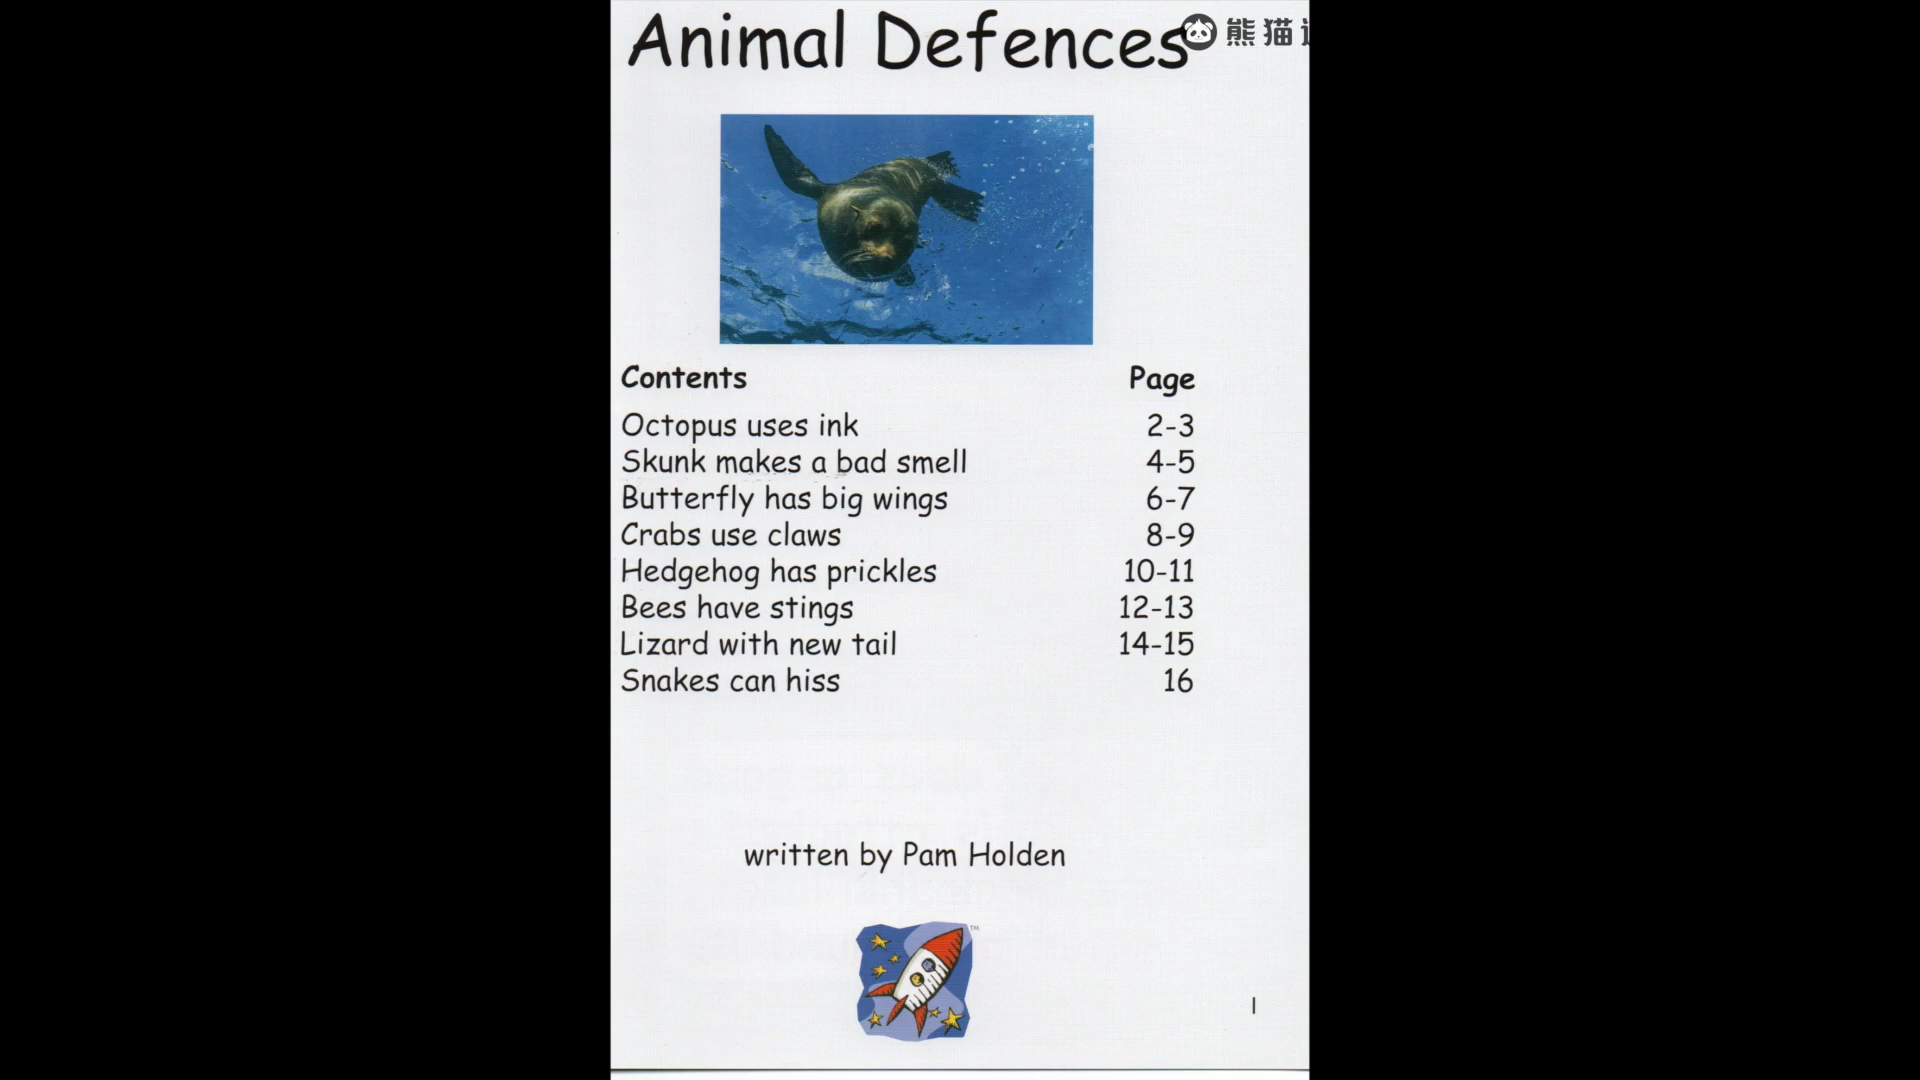 Animal Defences
熊猫
Contents Page
Octopus uses ink 2-3
Skunk makes a bad smell 4-5
Butterfly has big wings 6-7
Crabs use claws 8-9
Hedgehog has prickles 10-11
Bees have stings 12-13
Lizard with new tail 14-15
Snakes can hiss 16
written by Pam Holden
TM
1